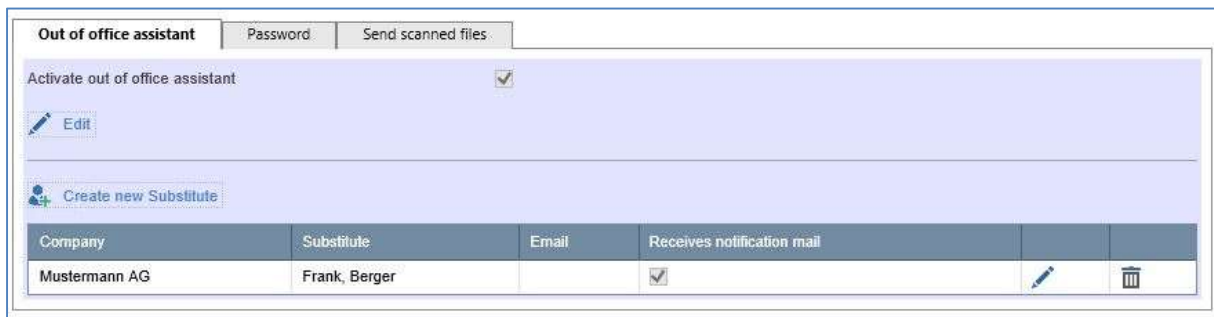 Out of office assistant Password Send scanned files
Activate out of office assistant
Edit
Create new Substitute
Company Substitute Email Receives notification mail
Mustermann AG Frank, Berger